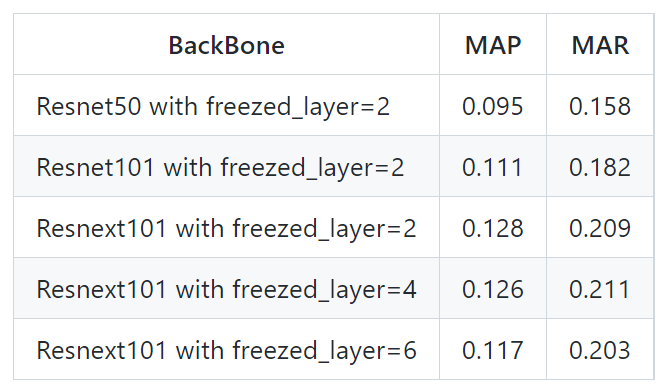 BackBone MAP MAR
Resnet50 with freezed_layer=2 0.095 0.158
Resnet101 with freezed_layer=2 0.111 0.182
Resnext101 with freezed_layer=2 0.128 0.209
Resnext101 with freezed_layer=4 0.126 0.211
Resnext101 with freezed_layer=6 0.117 0.203